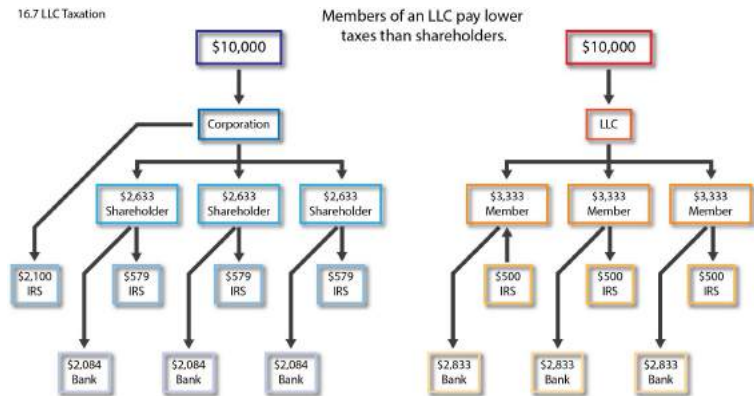 16.7 LLC Taxation
Members of an LLC pay lower
taxes than shareholders.
$10,000
$10,000
Corporation
LLC
$2,633
Shareholder
$2,633
Shareholder
$2,633
Shareholder
$3,333
Member
$3,333
Member
$3,333
Member
$2,100
IRS
$579
IRS
$579
IRS
$579
IRS
$500
IRS
$500
IRS
$500
IRS
$2,084
Bank
$2,084
Bank
$2,084
Bank
$2,833
Bank
$2,833
Bank
$2,833
Bank